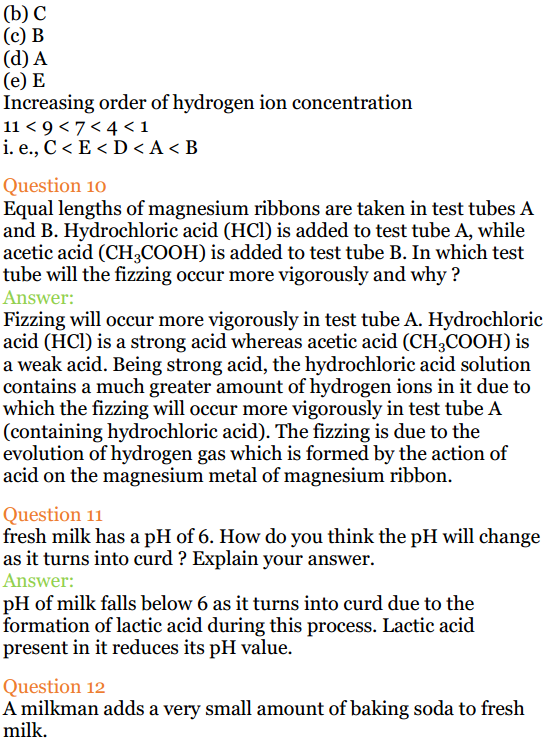 (b) C
(c) B
(d) A
(e) E
Increasing order of hydrogen ion concentration
11 < 9 < 7 < 4 < 1
i. e., C < E < D < A < B
Question 10
Equal lengths of magnesium ribbons are taken in test tubes A
and B. Hydrochloric acid (HCl) is added to test tube A, while
acetic acid (CH₃COOH) is added to test tube B. In which test
tube will the fizzing occur more vigorously and why ?
Answer:
Fizzing will occur more vigorously in test tube A. Hydrochloric
acid (HCl) is a strong acid whereas acetic acid (CH₃COOH) is
a weak acid. Being strong acid, the hydrochloric acid solution
contains a much greater amount of hydrogen ions in it due to
which the fizzing will occur more vigorously in test tube A
(containing hydrochloric acid). The fizzing is due to the
evolution of hydrogen gas which is formed by the action of
acid on the magnesium metal of magnesium ribbon.
Question 11
fresh milk has a pH of 6. How do you think the pH will change
as it turns into curd ? Explain your answer.
Answer:
pH of milk falls below 6 as it turns into curd due to the
formation of lactic acid during this process. Lactic acid
present in it reduces its pH value.
Question 12
A milkman adds a very small amount of baking soda to fresh
milk.